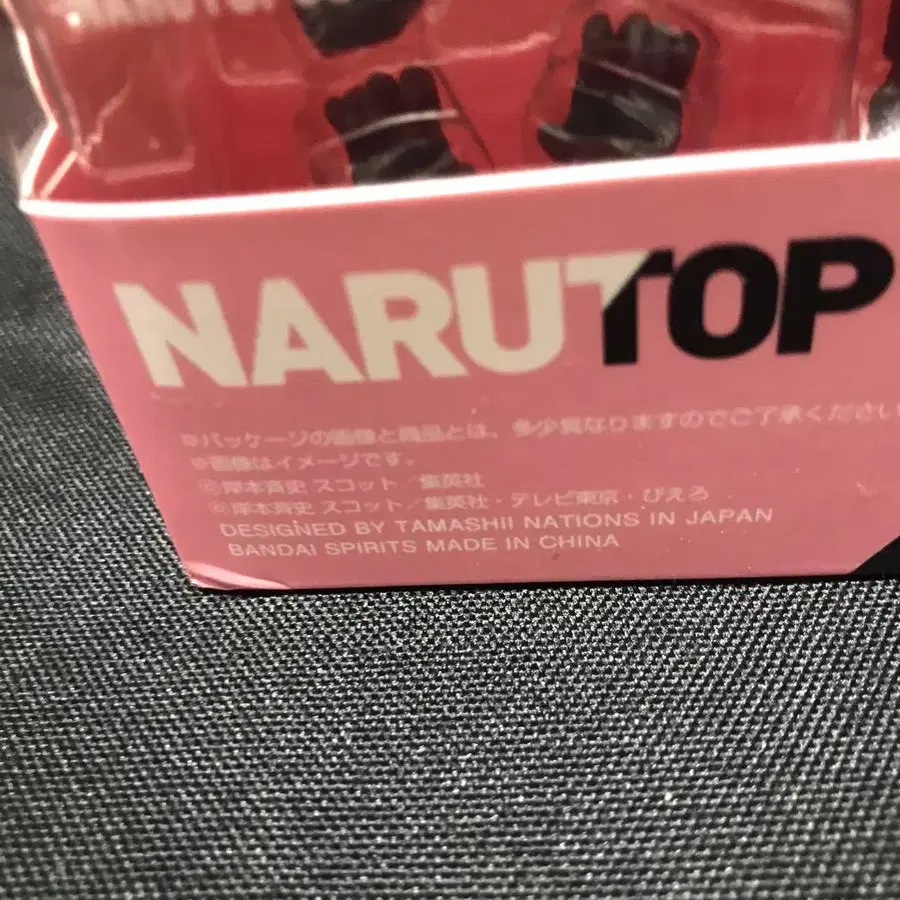 NARUTOP
NARUTOP
※パッケージの画像と商品とは、多少異なりますのでご了承ください
※画像はイメージです。
©岸本斉史 スコット／集英社
©岸本斉史 スコット／集英社・テレビ東京・ぴえろ
DESIGNED BY TAMASHII NATIONS IN JAPAN
BANDAI SPIRITS MADE IN CHINA